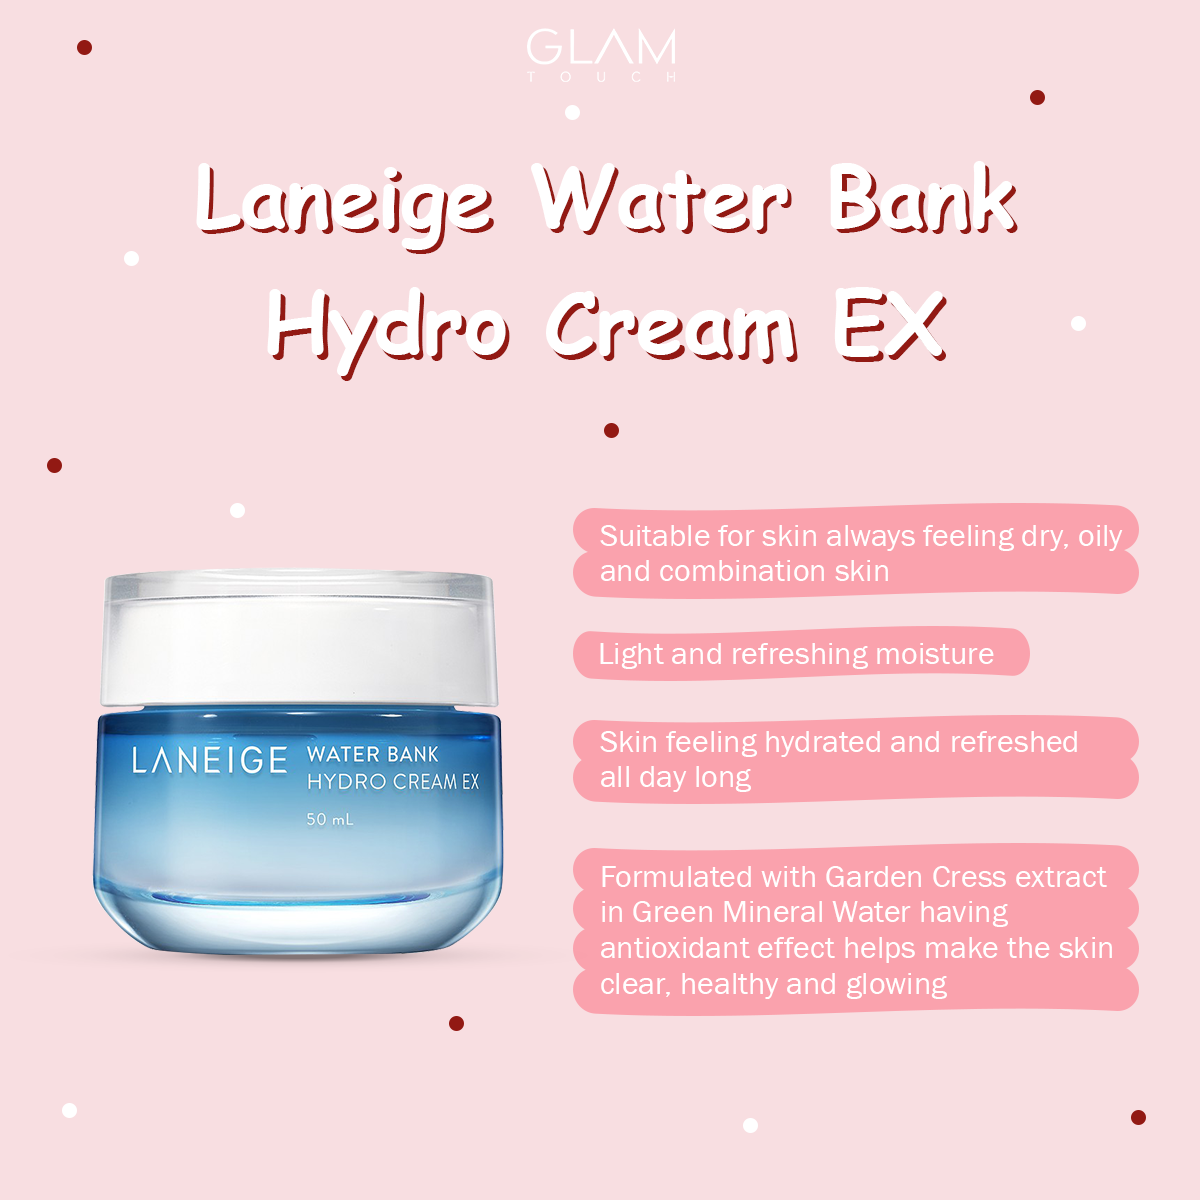 GLAM
TOUCH
Laneige Water Bank
Hydro Cream EX
Suitable for skin always feeling dry, oily
and combination skin
Light and refreshing moisture
Skin feeling hydrated and refreshed
all day long
LANEIGE WATER BANK
HYDRO CREAM EX
50 mL
Formulated with Garden Cress extract
in Green Mineral Water having
antioxidant effect helps make the skin
clear, healthy and glowing